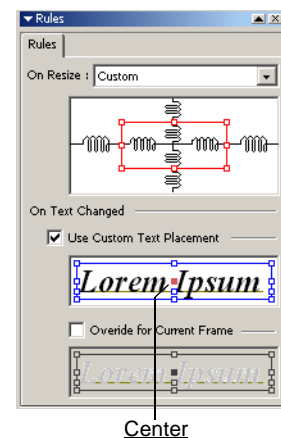 Rules
Rules
On Resize : Custom
On Text Changed
Use Custom Text Placement
Lorem Ipsum
Overide for Current Frame
Lorem Ipsum
Center